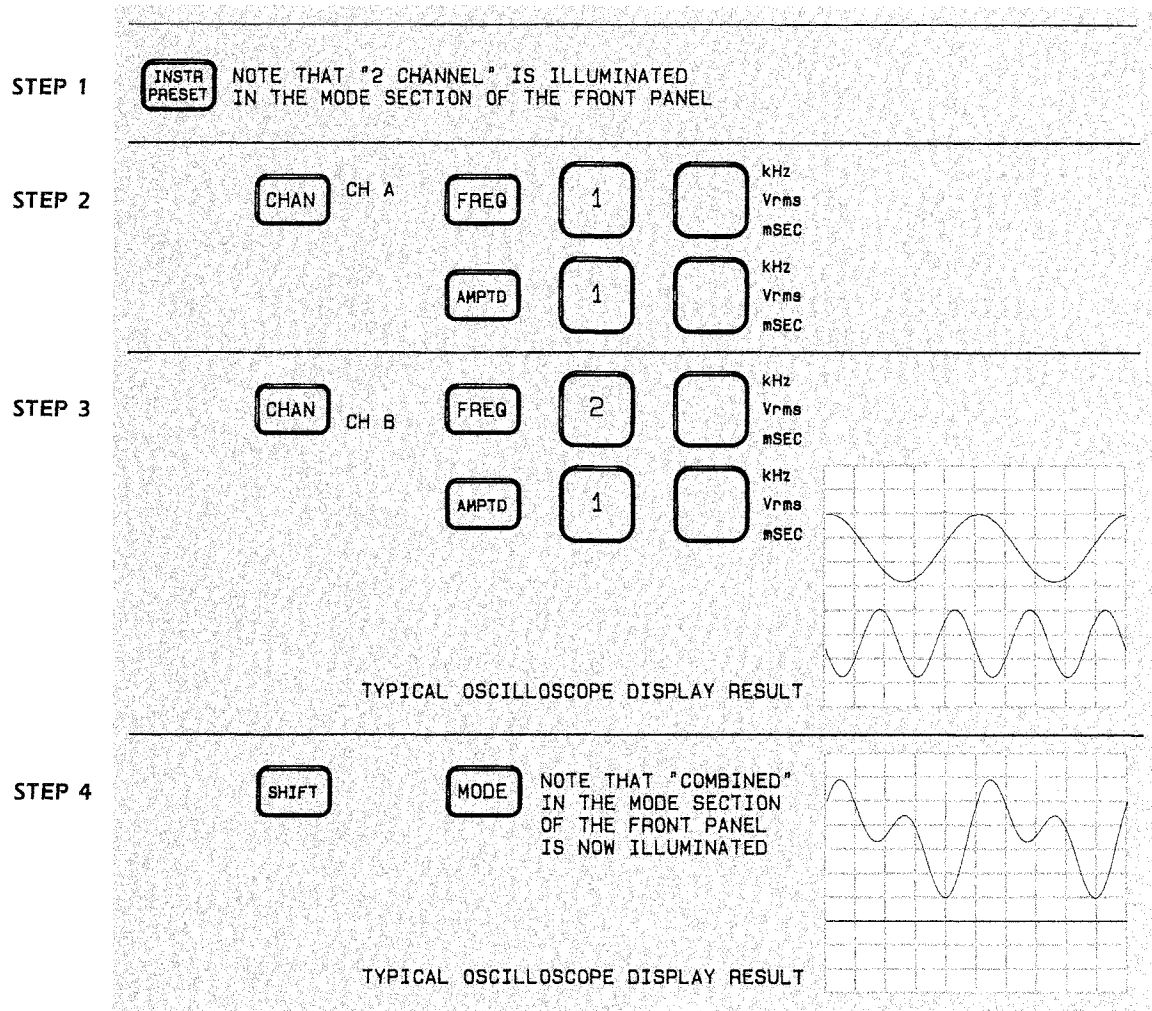 STEP 1
INSTR PRESET
NOTE THAT "2 CHANNEL" IS ILLUMINATED
IN THE MODE SECTION OF THE FRONT PANEL
STEP 2
CHAN CH A FREQ 1 kHz Vrms mSEC
AMPTD 1 kHz Vrms mSEC
STEP 3
CHAN CH B FREQ 2 kHz Vrms mSEC
AMPTD 1 kHz Vrms mSEC
TYPICAL OSCILLOSCOPE DISPLAY RESULT
STEP 4
SHIFT MODE
NOTE THAT "COMBINED"
IN THE MODE SECTION
OF THE FRONT PANEL
IS NOW ILLUMINATED
TYPICAL OSCILLOSCOPE DISPLAY RESULT